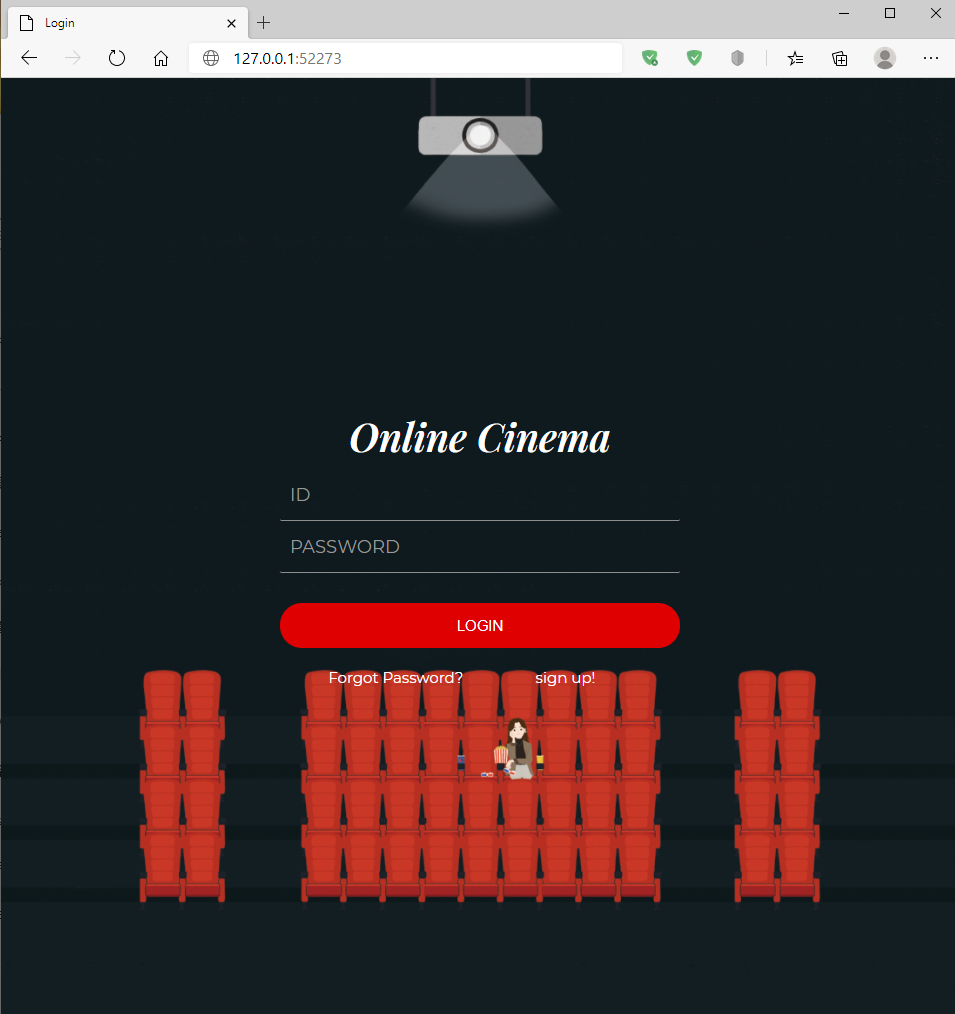 Login
127.0.0.1:52273
Online Cinema
ID
PASSWORD
LOGIN
Forgot Password? sign up!